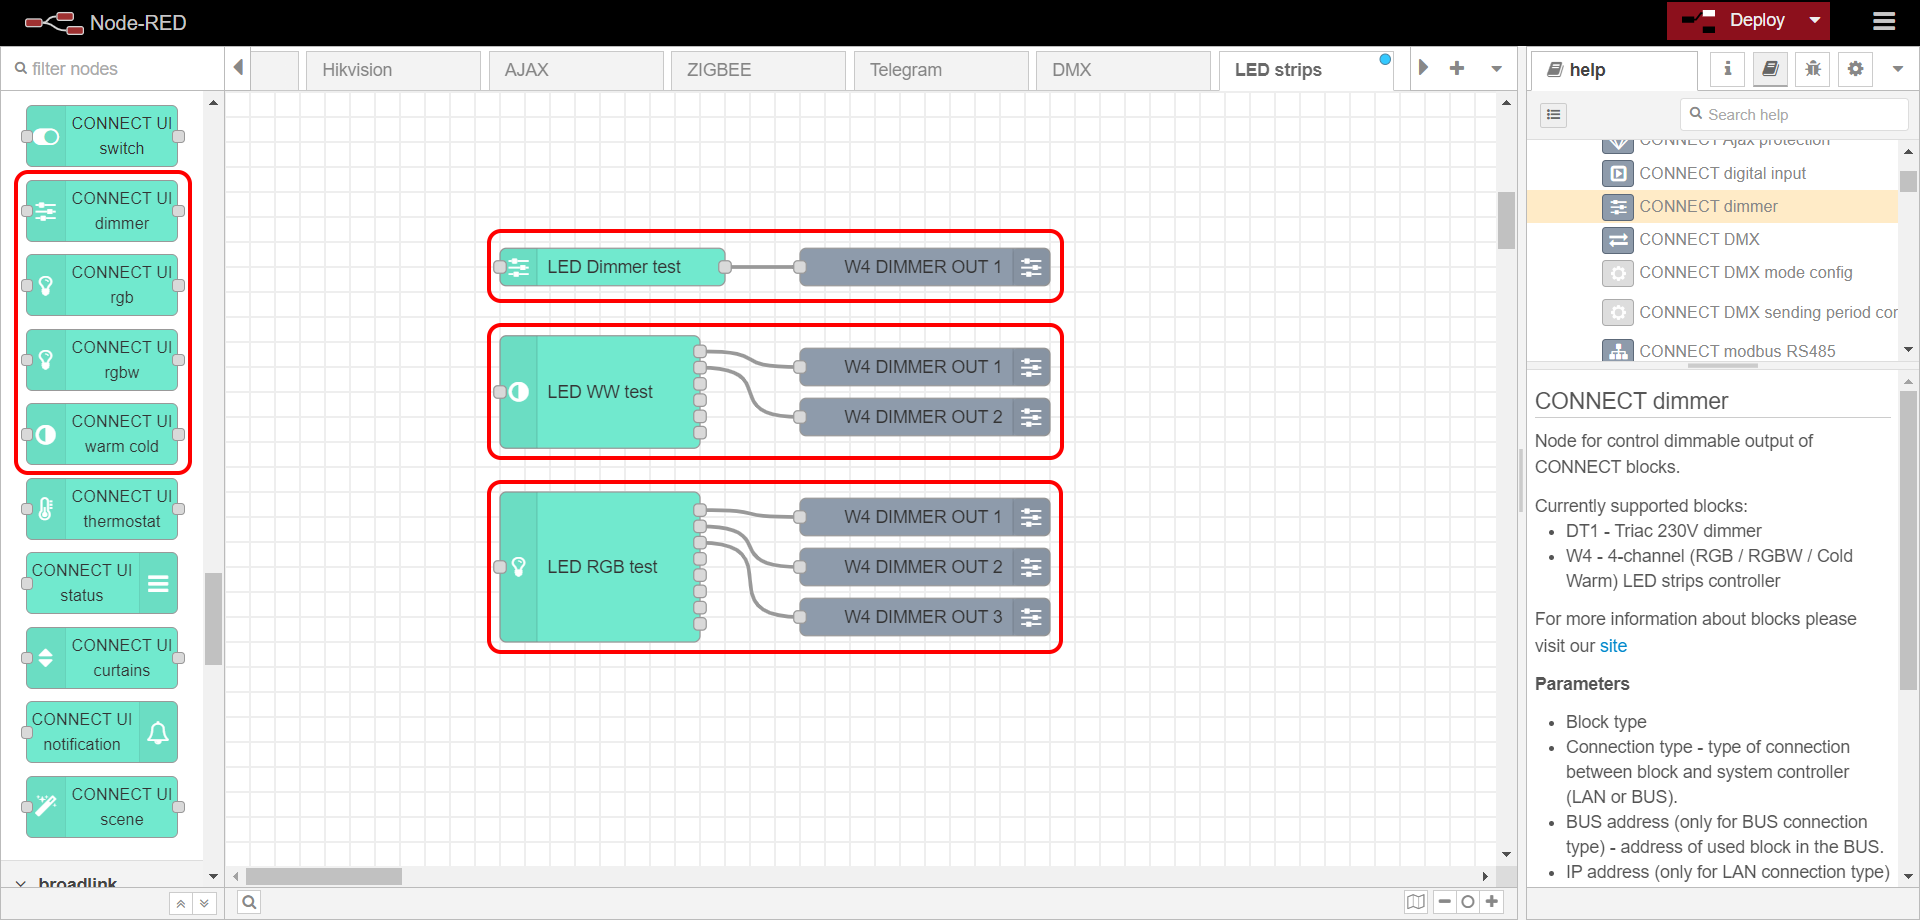 Node-RED
Deploy
filter nodes
Hikvision
AJAX
ZIGBEE
Telegram
DMX
LED strips
help
Search help
CONNECT UI
switch
CONNECT UI
dimmer
CONNECT UI
rgb
CONNECT UI
rgbw
CONNECT UI
warm cold
CONNECT UI
thermostat
CONNECT UI
status
CONNECT UI
curtains
CONNECT UI
notification
CONNECT UI
scene
broadlink
LED Dimmer test
W4 DIMMER OUT 1
LED WW test
W4 DIMMER OUT 1
W4 DIMMER OUT 2
LED RGB test
W4 DIMMER OUT 1
W4 DIMMER OUT 2
W4 DIMMER OUT 3
CONNECT Ajax protection
CONNECT digital input
CONNECT dimmer
CONNECT DMX
CONNECT DMX mode config
CONNECT DMX sending period cor
CONNECT modbus RS485
CONNECT dimmer
Node for control dimmable output of
CONNECT blocks.
Currently supported blocks:
• DT1 - Triac 230V dimmer
• W4 - 4-channel (RGB / RGBW / Cold
Warm) LED strips controller
For more information about blocks please
visit our site
Parameters
• Block type
• Connection type - type of connection
between block and system controller
(LAN or BUS).
• BUS address (only for BUS connection
type) - address of used block in the BUS.
• IP address (only for LAN connection type)